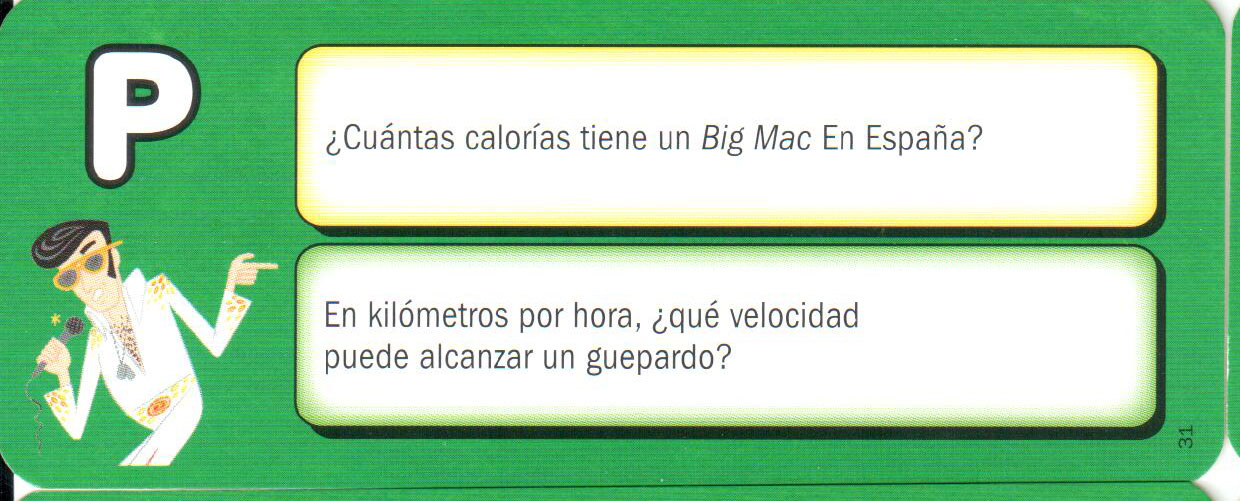 P
¿Cuántas calorías tiene un Big Mac En España?
En kilómetros por hora, ¿qué velocidad
puede alcanzar un guepardo?
31